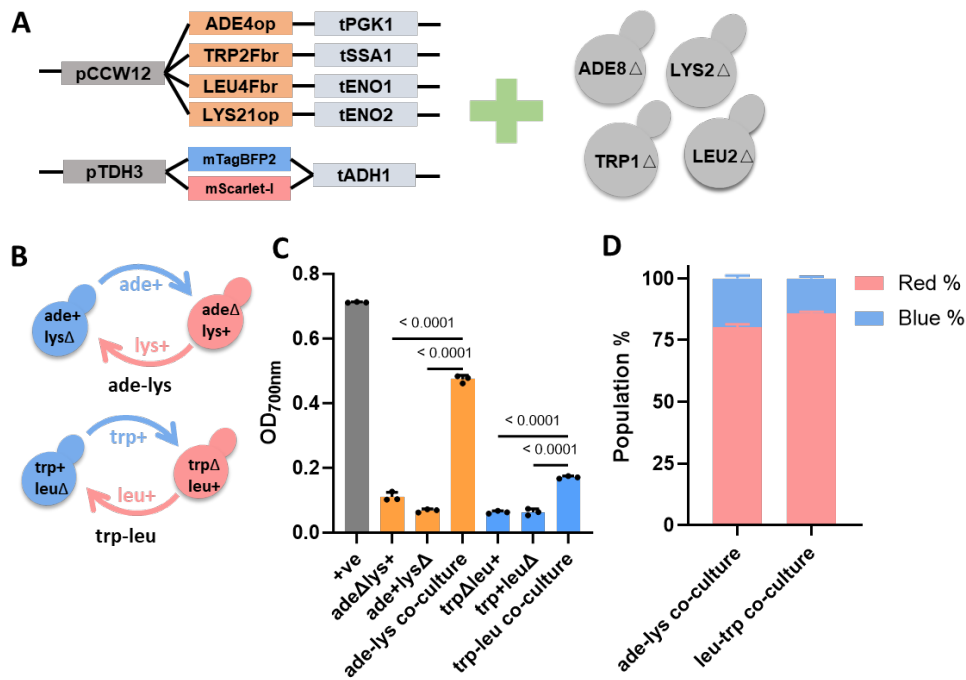 A
pCCW12
ADE4op
tPGK1
TRP2Fbr
tSSA1
LEU4Fbr
tENO1
LYS21op
tENO2
pTDH3
mTagBFP2
mScarlet-I
tADH1
ADE8 △
LYS2 △
TRP1 △
LEU2 △
B
ade+
ade+
lysΔ
adeΔ
lys+
lys+
ade-lys
trp+
trp+
leuΔ
trpΔ
leu+
leu+
trp-leu
C
OD700nm
0.8
0.6
0.4
0.2
0.0
< 0.0001
< 0.0001
< 0.0001
< 0.0001
+ve
adeΔlys+
ade+lysΔ
ade-lys co-culture
trpΔleu+
trp+leuΔ
trp-leu co-culture
D
Population %
100
75
50
25
0
Red %
Blue %
ade-lys co-culture
leu-trp co-culture